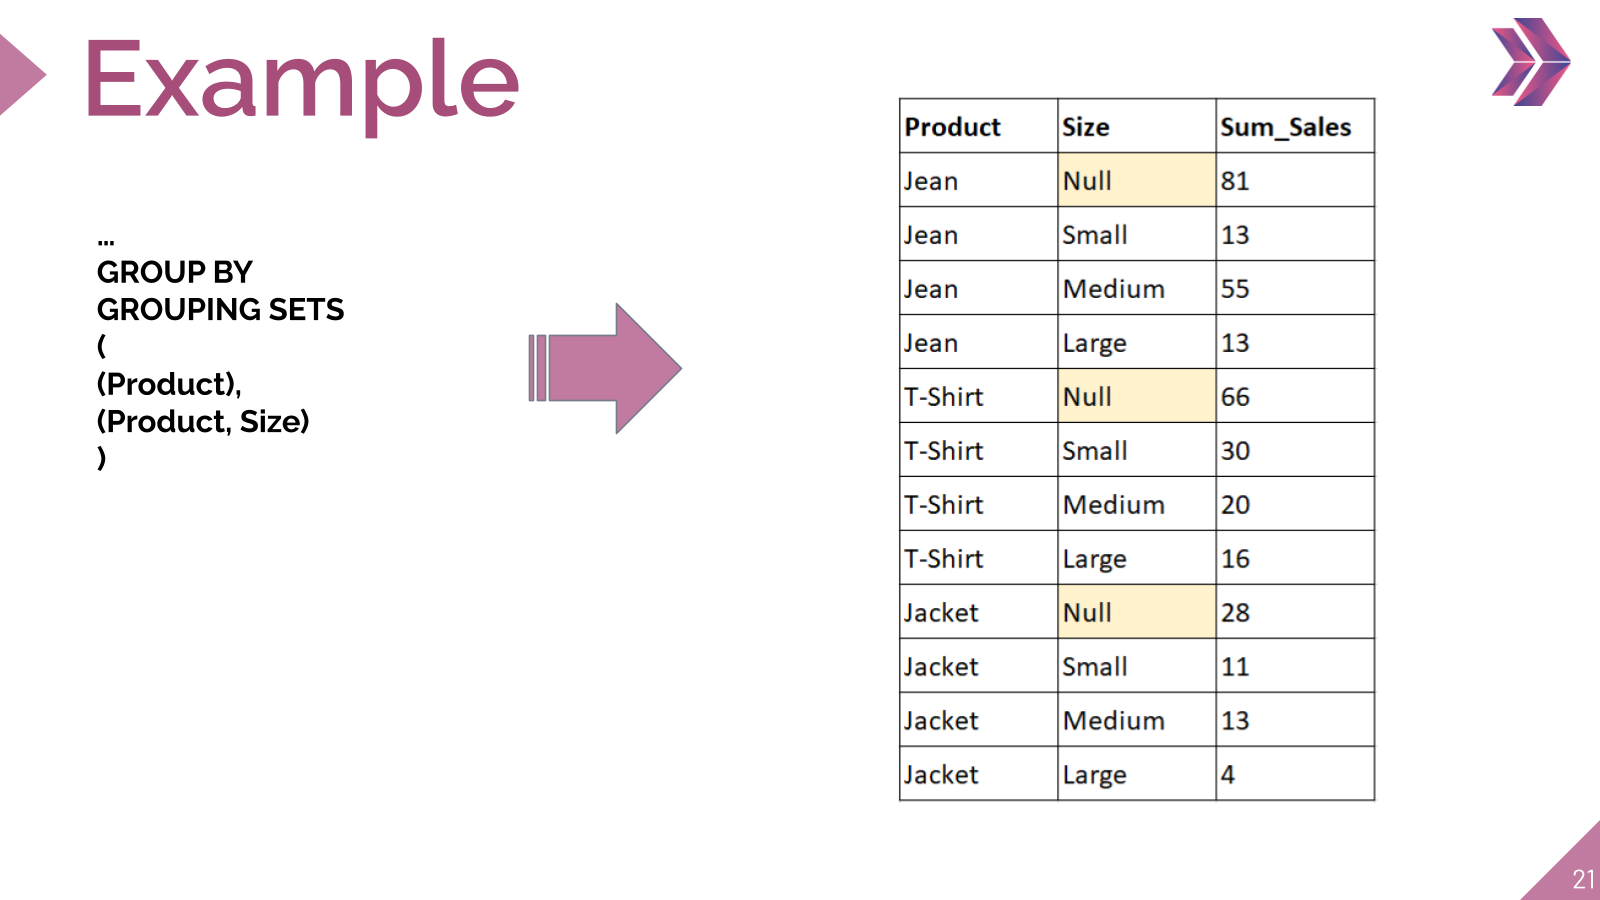 Example
...
GROUP BY
GROUPING SETS
(
(Product),
(Product, Size)
)
Product Size Sum_Sales
Jean Null 81
Jean Small 13
Jean Medium 55
Jean Large 13
T-Shirt Null 66
T-Shirt Small 30
T-Shirt Medium 20
T-Shirt Large 16
Jacket Null 28
Jacket Small 11
Jacket Medium 13
Jacket Large 4
21